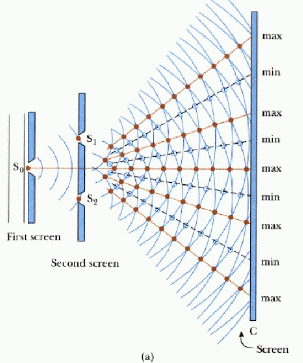 max
min
max
S1
min
S0
max
S2
min
max
First screen
Second screen
min
max
C
Screen
(a)